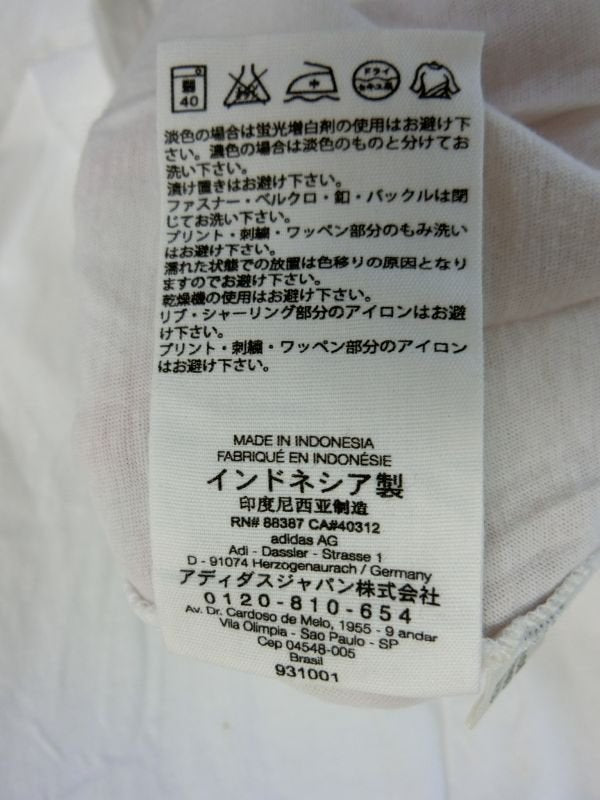 弱
40
中
ドライ
セキユ系
淡色の場合は蛍光増白剤の使用はお避け下
さい。濃色の場合は淡色のものと分けてお
洗い下さい。
漬け置きはお避け下さい。
ファスナー・ベルクロ・釦・バックルは閉
じてお洗い下さい。
プリント・刺繍・ワッペン部分のもみ洗い
はお避け下さい。
濡れた状態での放置は色移りの原因となり
ますのでお避け下さい。
乾燥機の使用はお避け下さい。
リブ・シャーリング部分のアイロンはお避
け下さい。
プリント・刺繍・ワッペン部分のアイロン
はお避け下さい。
MADE IN INDONESIA
FABRIQUÉ EN INDONÉSIE
インドネシア製
印度尼西亚制造
RN# 88387 CA#40312
adidas AG
Adi - Dassler - Strasse 1
D - 91074 Herzogenaurach / Germany
アディダスジャパン株式会社
0120-810-654
Av. Dr. Cardoso de Melo, 1955 - 9 andar
Vila Olimpia - Sao Paulo - SP
Cep 04548-005
Brasil
931001